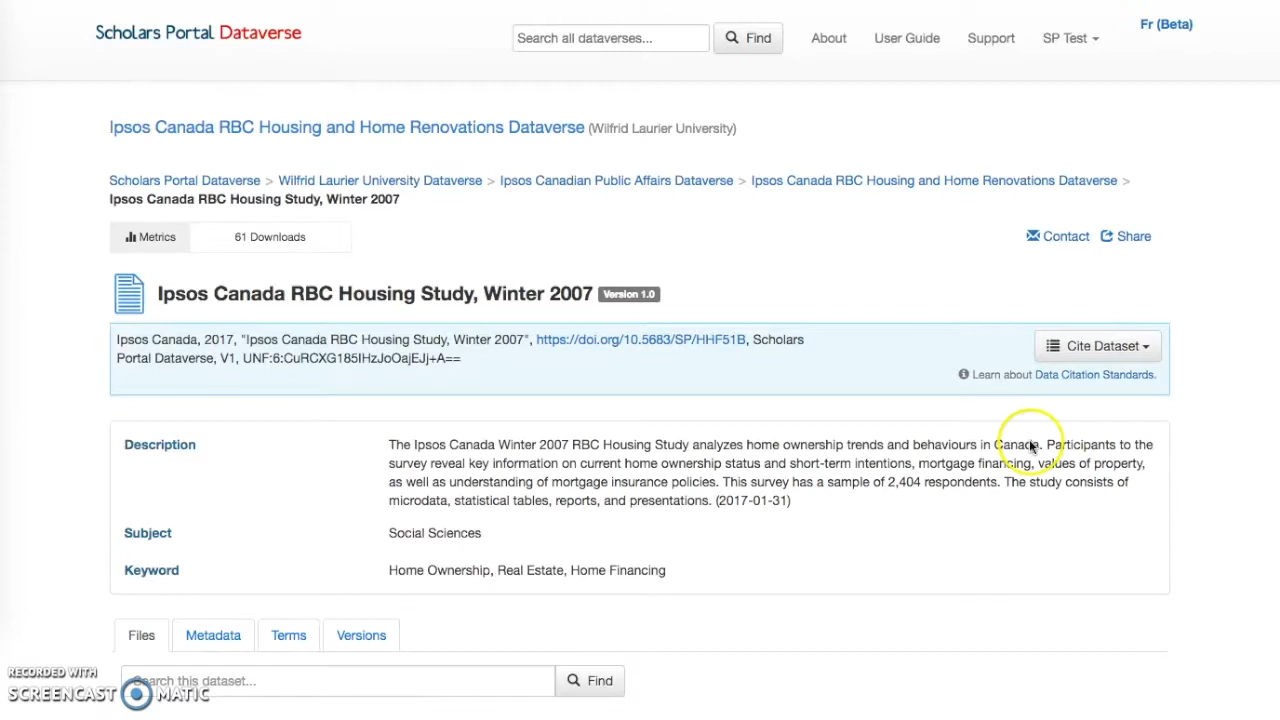 Scholars Portal Dataverse
Search all dataverses... Find About User Guide Support SP Test Fr (Beta)
Ipsos Canada RBC Housing and Home Renovations Dataverse (Wilfrid Laurier University)
Scholars Portal Dataverse > Wilfrid Laurier University Dataverse > Ipsos Canadian Public Affairs Dataverse > Ipsos Canada RBC Housing and Home Renovations Dataverse >
Ipsos Canada RBC Housing Study, Winter 2007
Metrics 61 Downloads Contact Share
Ipsos Canada RBC Housing Study, Winter 2007 Version 1.0
Ipsos Canada, 2017, "Ipsos Canada RBC Housing Study, Winter 2007", https://doi.org/10.5683/SP/HHF51B, Scholars
Portal Dataverse, V1, UNF:6:CuRCXG185IHzJoOajEJj+A==
Cite Dataset
Learn about Data Citation Standards.
Description The Ipsos Canada Winter 2007 RBC Housing Study analyzes home ownership trends and behaviours in Canada. Participants to the
survey reveal key information on current home ownership status and short-term intentions, mortgage financing, values of property,
as well as understanding of mortgage insurance policies. This survey has a sample of 2,404 respondents. The study consists of
microdata, statistical tables, reports, and presentations. (2017-01-31)
Subject Social Sciences
Keyword Home Ownership, Real Estate, Home Financing
Files Metadata Terms Versions
Search this dataset... Find
RECORDED WITH
SCREENCAST MATIC